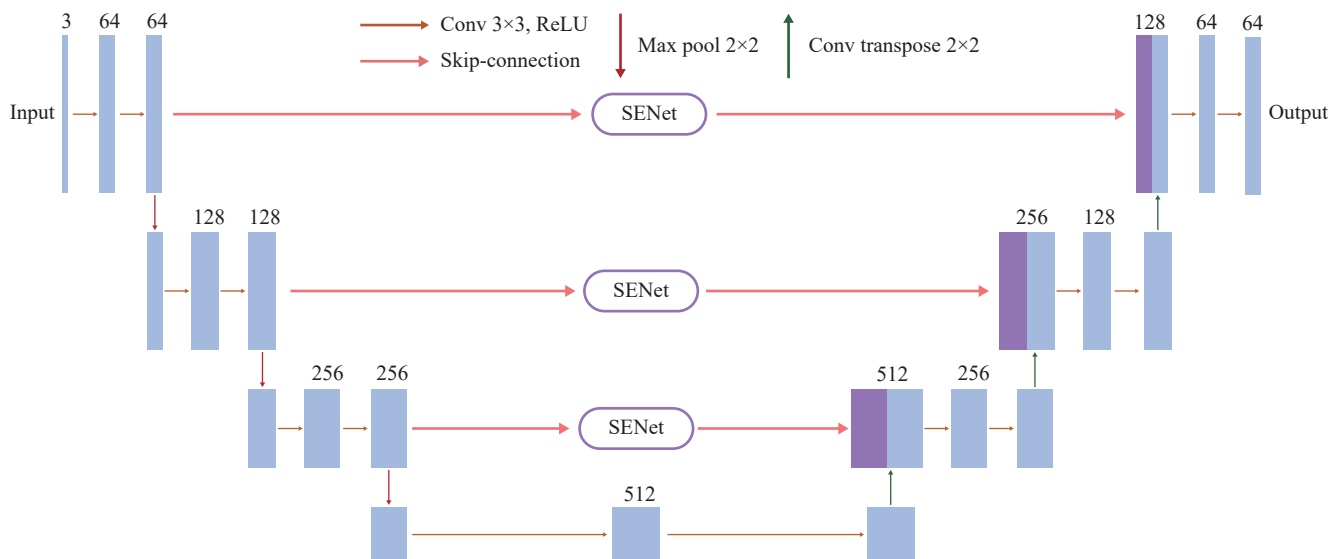 3 64 64
Conv 3×3, ReLU
Skip-connection
Max pool 2×2
Conv transpose 2×2
128 64 64
Input
SENet
Output
128 128
256 128
SENet
256 256
512 256
SENet
512